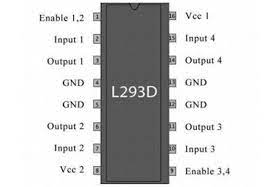 Enable 1,2 1 16 Vcc 1
Input 1 2 15 Input 4
Output 1 3 14 Output 4
GND 4 13 GND
L293D
GND 5 12 GND
Output 2 6 11 Output 3
Input 2 7 10 Input 3
Vcc 2 8 9 Enable 3,4